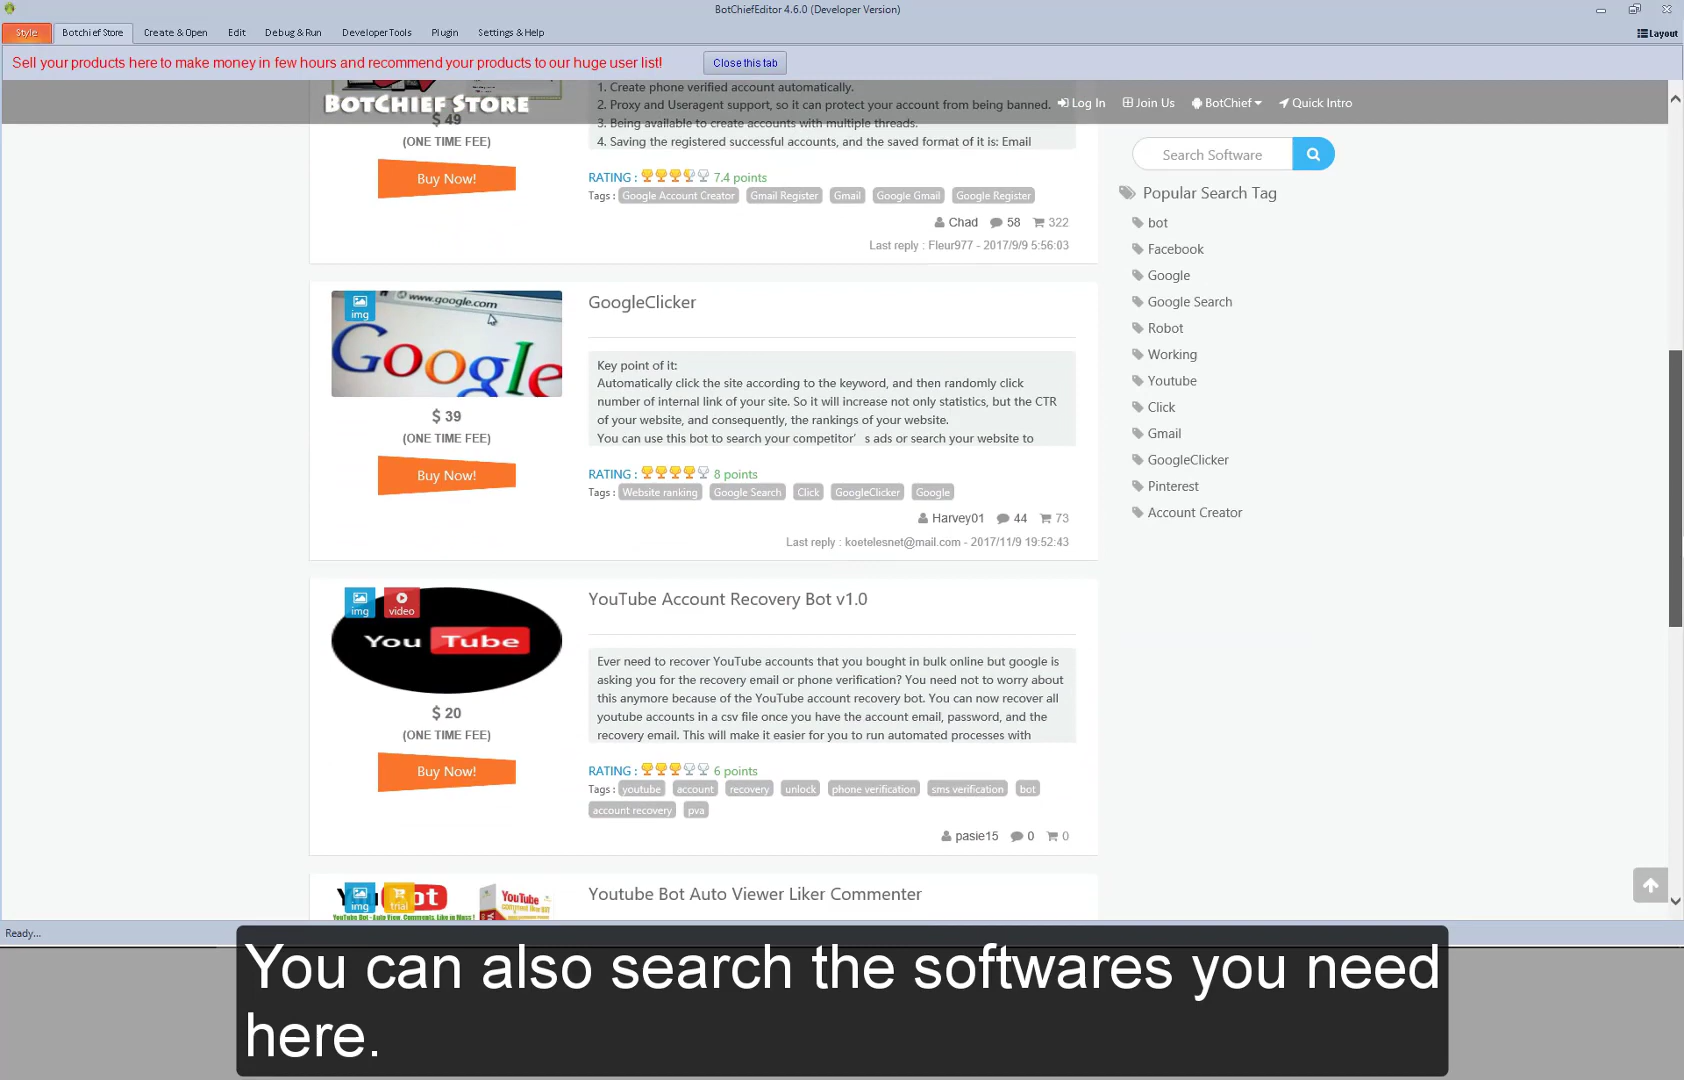 BotChiefEditor 4.6.0 (Developer Version)
Style Botchief Store Create & Open Edit Debug & Run Developer Tools Plugin Settings & Help Layout
Sell your products here to make money in few hours and recommend your products to our huge user list! Close this tab
BotChief Store Log In Join Us BotChief Quick Intro
1. Create phone verified account automatically.
2. Proxy and Useragent support, so it can protect your account from being banned.
3. Being available to create accounts with multiple threads.
4. Saving the registered successful accounts, and the saved format of it is: Email
$ 49
(ONE TIME FEE)
Buy Now!
RATING : 7.4 points
Tags : Google Account Creator Gmail Register Gmail Google Gmail Google Register
Chad 58 322
Last reply : Fleur977 - 2017/9/9 5:56:03
img
www.google.com
Google
$ 39
(ONE TIME FEE)
Buy Now!
GoogleClicker
Key point of it:
Automatically click the site according to the keyword, and then randomly click
number of internal link of your site. So it will increase not only statistics, but the CTR
of your website, and consequently, the rankings of your website.
You can use this bot to search your competitor’s ads or search your website to
RATING : 8 points
Tags : Website ranking Google Search Click GoogleClicker Google
Harvey01 44 73
Last reply : koetelesnet@mail.com - 2017/11/9 19:52:43
img video
You Tube
$ 20
(ONE TIME FEE)
Buy Now!
YouTube Account Recovery Bot v1.0
Ever need to recover YouTube accounts that you bought in bulk online but google is
asking you for the recovery email or phone verification? You need not to worry about
this anymore because of the YouTube account recovery bot. You can now recover all
youtube accounts in a csv file once you have the account email, password, and the
recovery email. This will make it easier for you to run automated processes with
RATING : 6 points
Tags : youtube account recovery unlock phone verification sms verification bot
account recovery pva
pasie15 0 0
img trial
YouTube
Youtube Bot Auto Viewer Liker Commenter
Search Software
Popular Search Tag
bot
Facebook
Google
Google Search
Robot
Working
Youtube
Click
Gmail
GoogleClicker
Pinterest
Account Creator
Ready...
You can also search the softwares you need
here.